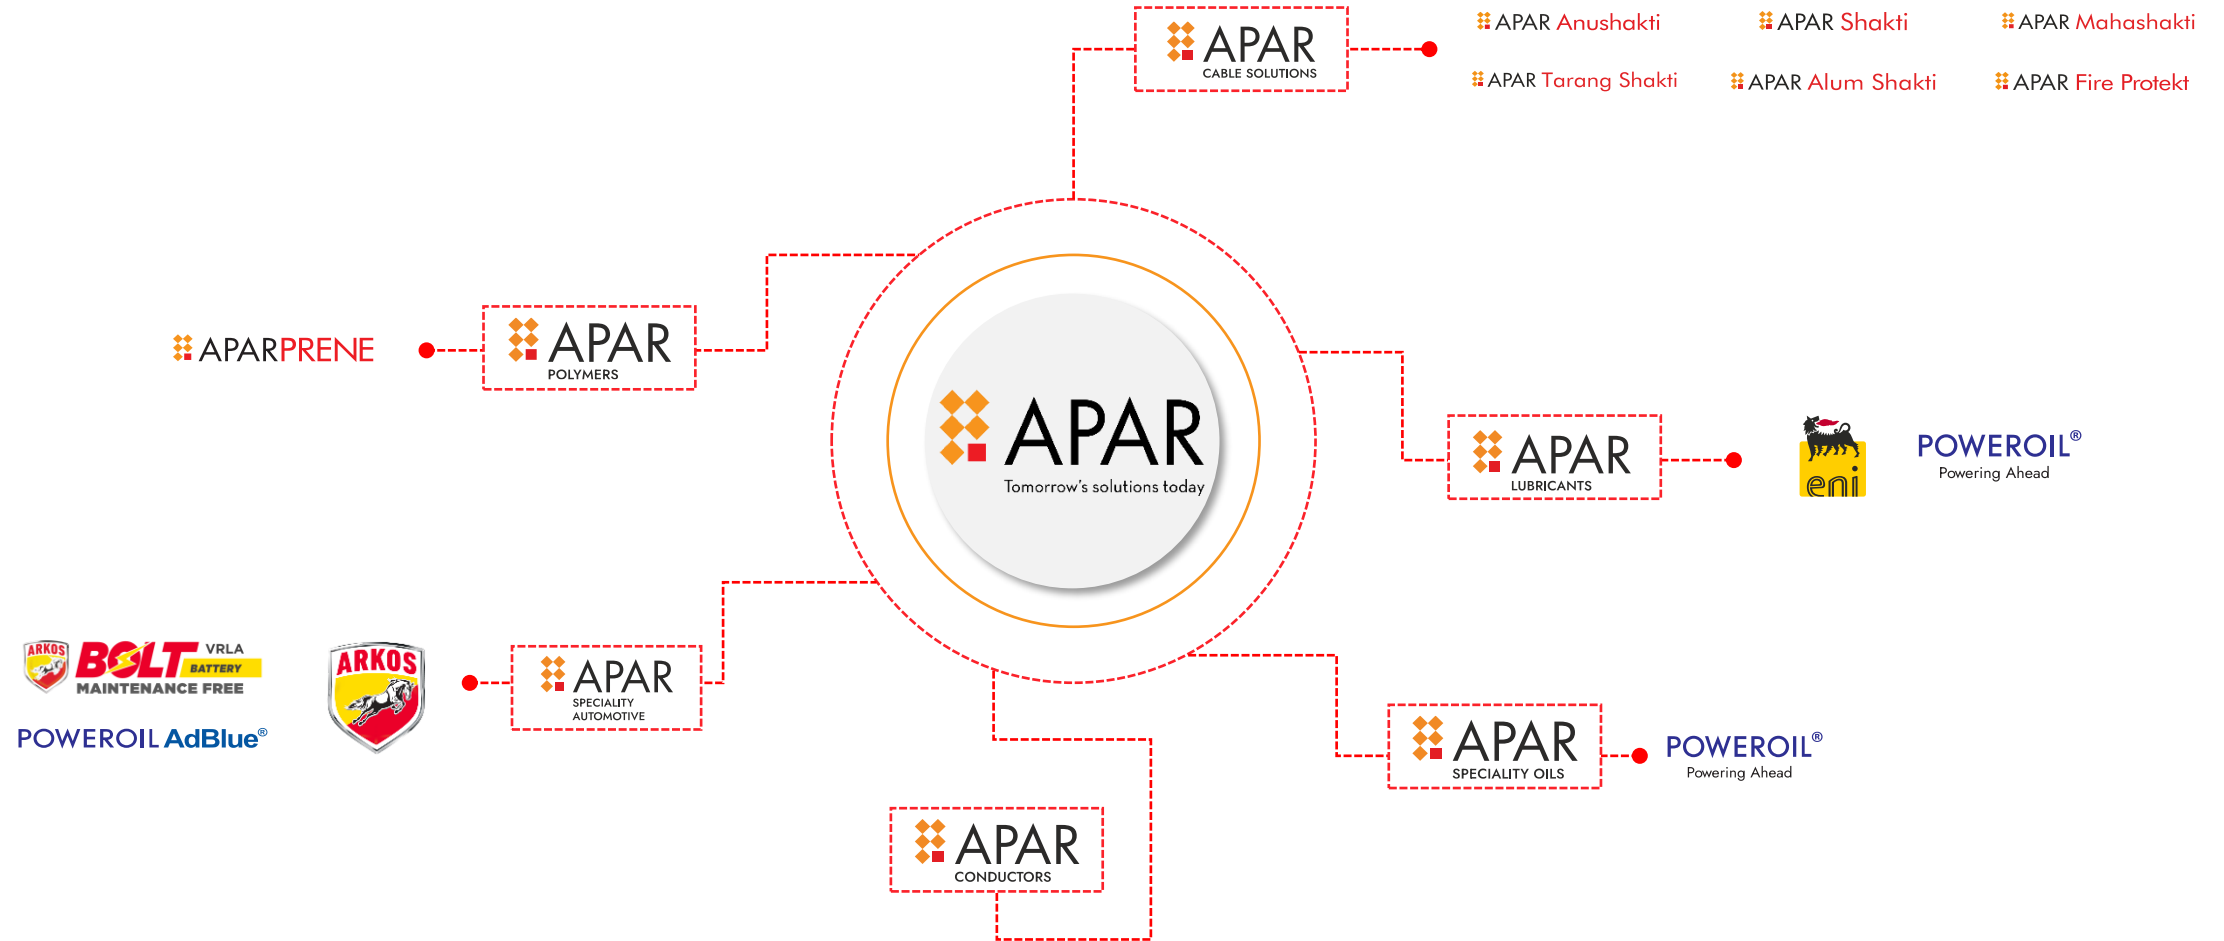 APAR
CABLE SOLUTIONS
APAR Anushakti
APAR Shakti
APAR Mahashakti
APAR Tarang Shakti
APAR Alum Shakti
APAR Fire Protekt
APARPRENE
APAR
POLYMERS
APAR
Tomorrow's solutions today
APAR
LUBRICANTS
eni
POWEROIL®
Powering Ahead
ARKOS
BOLT
VRLA
BATTERY
MAINTENANCE FREE
POWEROIL AdBlue®
ARKOS
APAR
SPECIALITY
AUTOMOTIVE
APAR
SPECIALITY OILS
POWEROIL®
Powering Ahead
APAR
CONDUCTORS